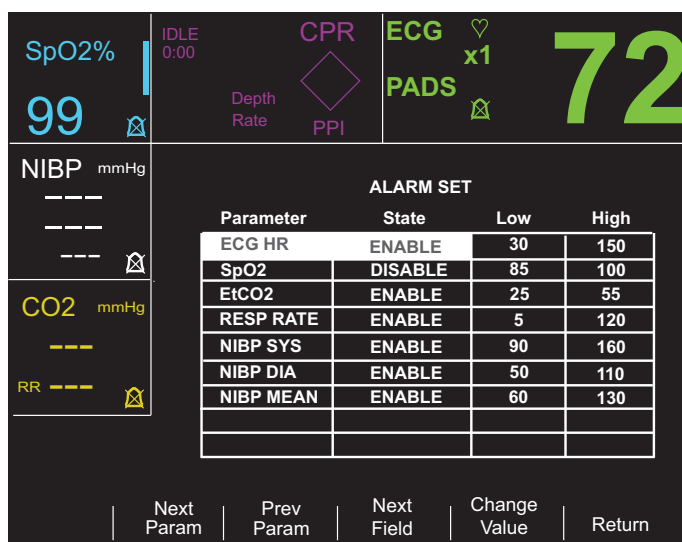 SpO2%
99
IDLE
0:00
CPR
Depth
Rate
PPI
ECG
x1
PADS
72
NIBP mmHg
---
---
---
CO2 mmHg
---
RR ---
ALARM SET
Parameter State Low High
ECG HR ENABLE 30 150
SpO2 DISABLE 85 100
EtCO2 ENABLE 25 55
RESP RATE ENABLE 5 120
NIBP SYS ENABLE 90 160
NIBP DIA ENABLE 50 110
NIBP MEAN ENABLE 60 130
Next Param
Prev Param
Next Field
Change Value
Return